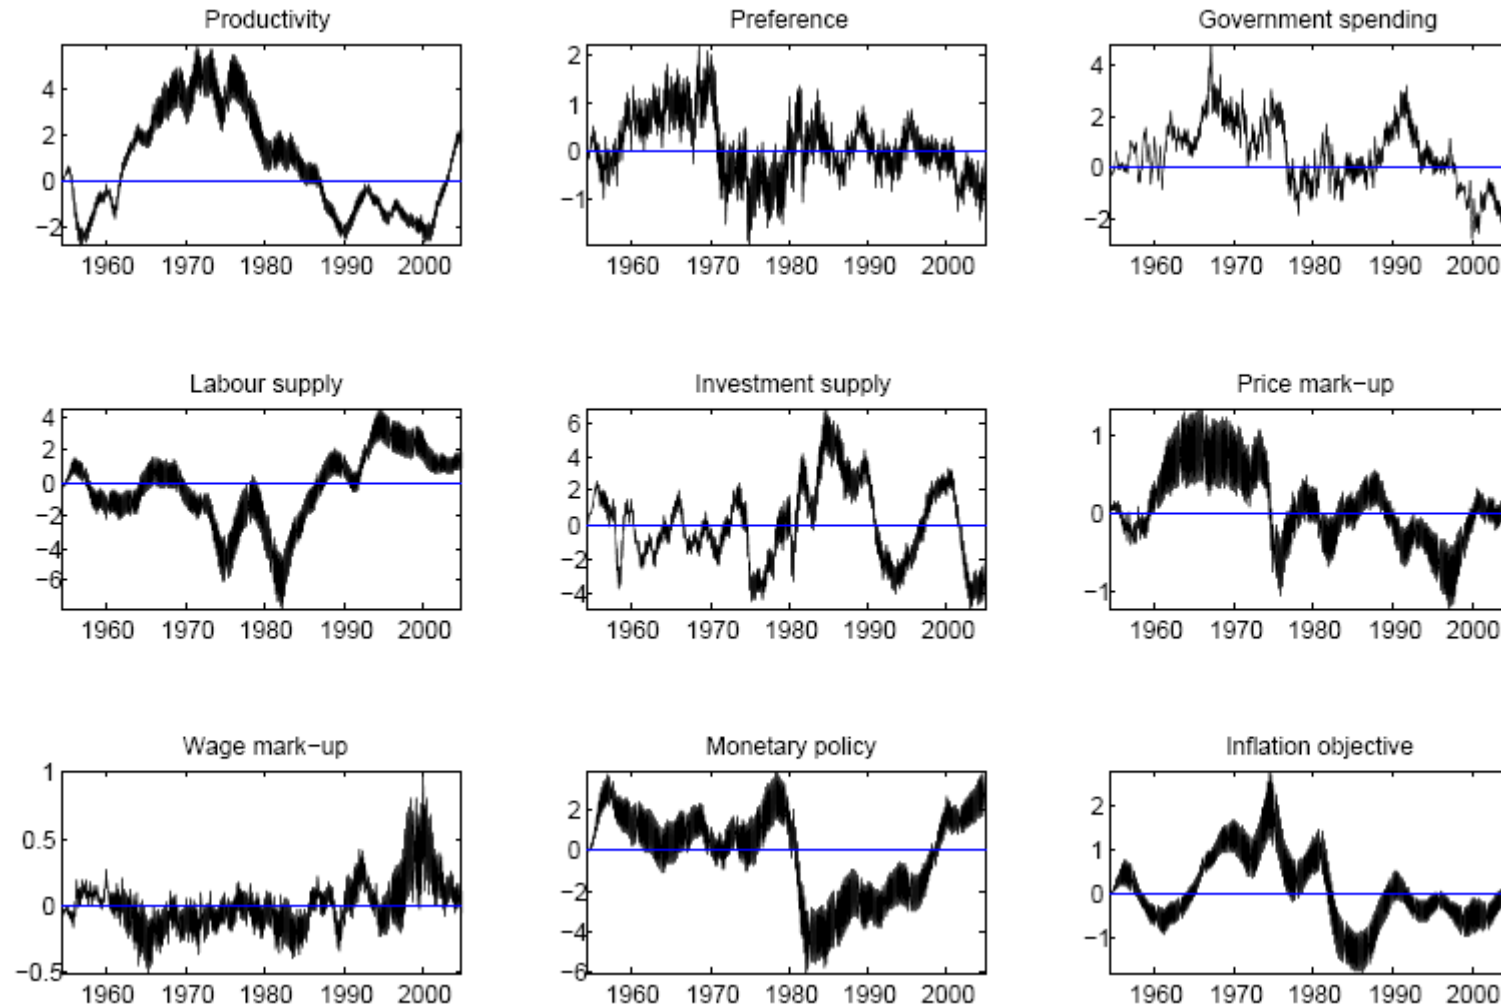 Productivity Preference Government spending
4 2 4
2 1 2
0 0 0
−2 −1 −2
1960 1970 1980 1990 2000 1960 1970 1980 1990 2000 1960 1970 1980 1990 2000
Labour supply Investment supply Price mark−up
4 6 1
2 4 0
0 2 −1
−2 0
−4 −2
−6 −4
1960 1970 1980 1990 2000 1960 1970 1980 1990 2000 1960 1970 1980 1990 2000
Wage mark−up Monetary policy Inflation objective
1 2 2
0.5 0 1
0 −2 0
−0.5 −4 −1
−6
1960 1970 1980 1990 2000 1960 1970 1980 1990 2000 1960 1970 1980 1990 2000